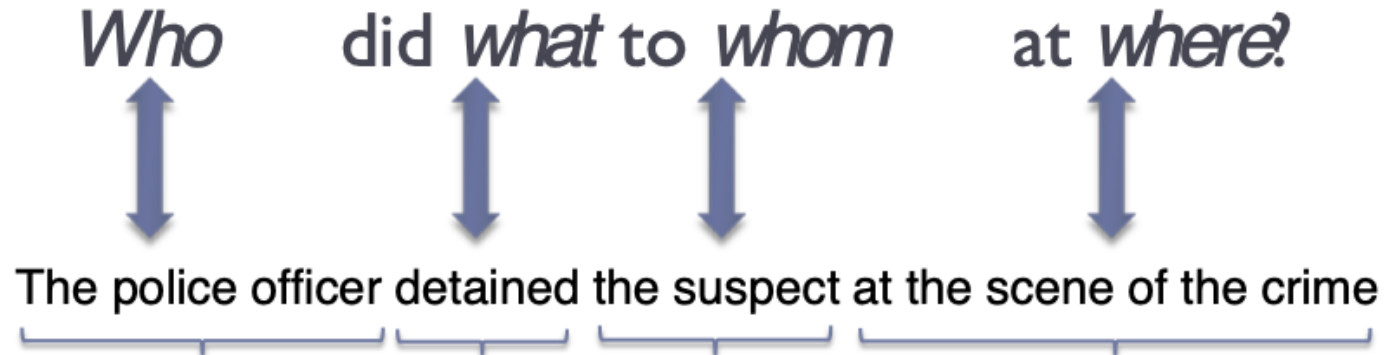 Who did what to whom at where?
The police officer detained the suspect at the scene of the crime